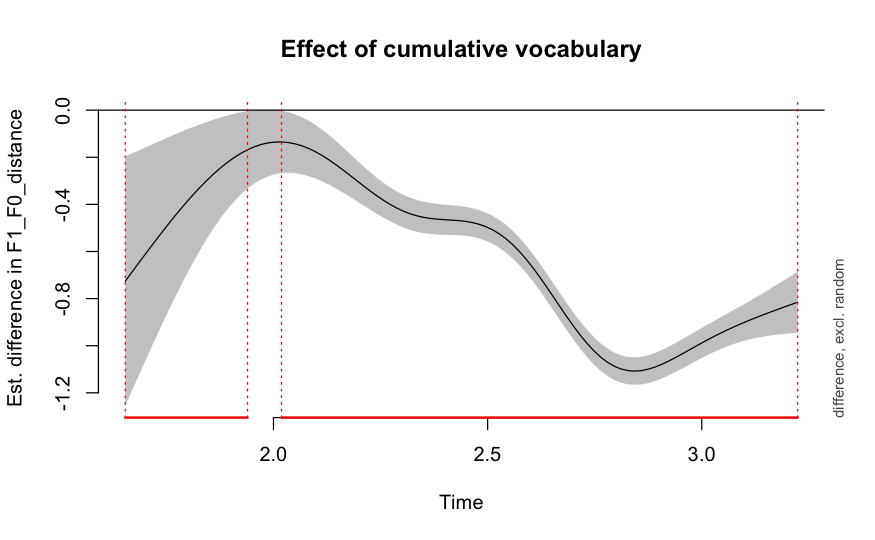 Effect of cumulative vocabulary
Est. difference in F1_F0_distance
0.0
-0.4
-0.8
-1.2
2.0 2.5 3.0
Time
difference, excl. random